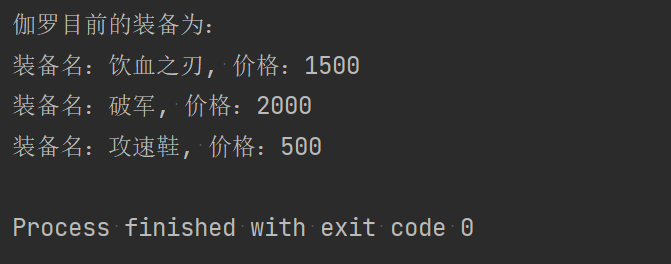 伽罗目前的装备为：
装备名：饮血之刃, 价格：1500
装备名：破军, 价格：2000
装备名：攻速鞋, 价格：500
Process finished with exit code 0